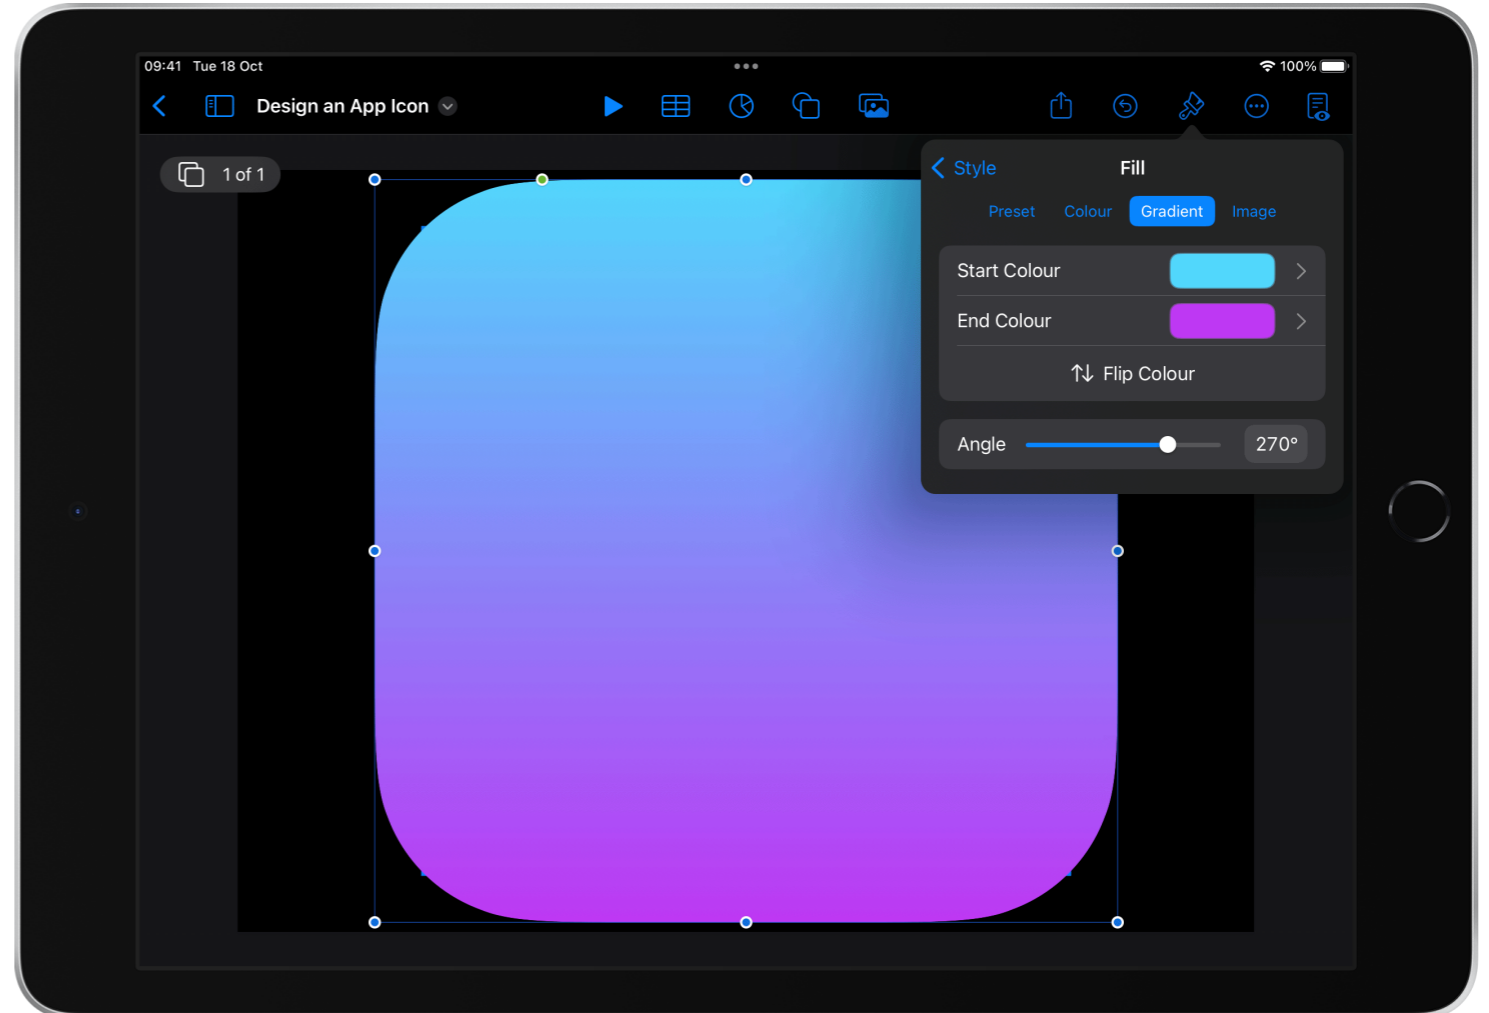 09:41 Tue 18 Oct
100%
Design an App Icon
1 of 1
Style
Fill
Preset Colour Gradient Image
Start Colour
End Colour
Flip Colour
Angle 270°